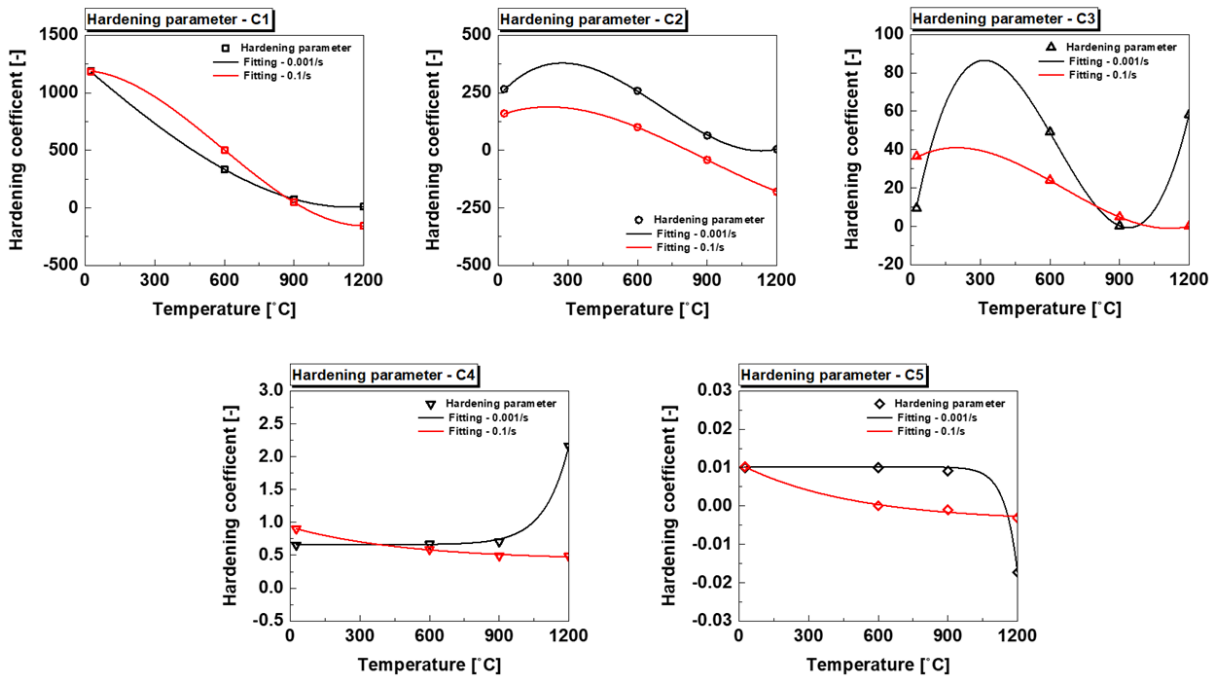 Hardening parameter - C1
Hardening coefficent [-]
1500
1000
500
0
-500
Hardening parameter
Fitting - 0.001/s
Fitting - 0.1/s
0 300 600 900 1200
Temperature [˚C]
Hardening parameter - C2
Hardening coefficent [-]
500
250
0
-250
-500
Hardening parameter
Fitting - 0.001/s
Fitting - 0.1/s
0 300 600 900 1200
Temperature [˚C]
Hardening parameter - C3
Hardening coefficent [-]
100
80
60
40
20
0
-20
Hardening parameter
Fitting - 0.001/s
Fitting - 0.1/s
0 300 600 900 1200
Temperature [˚C]
Hardening parameter - C4
Hardening coefficent [-]
3.0
2.5
2.0
1.5
1.0
0.5
0.0
-0.5
Hardening parameter
Fitting - 0.001/s
Fitting - 0.1/s
0 300 600 900 1200
Temperature [˚C]
Hardening parameter - C5
Hardening coefficent [-]
0.03
0.02
0.01
0.00
-0.01
-0.02
-0.03
Hardening parameter
Fitting - 0.001/s
Fitting - 0.1/s
0 300 600 900 1200
Temperature [˚C]